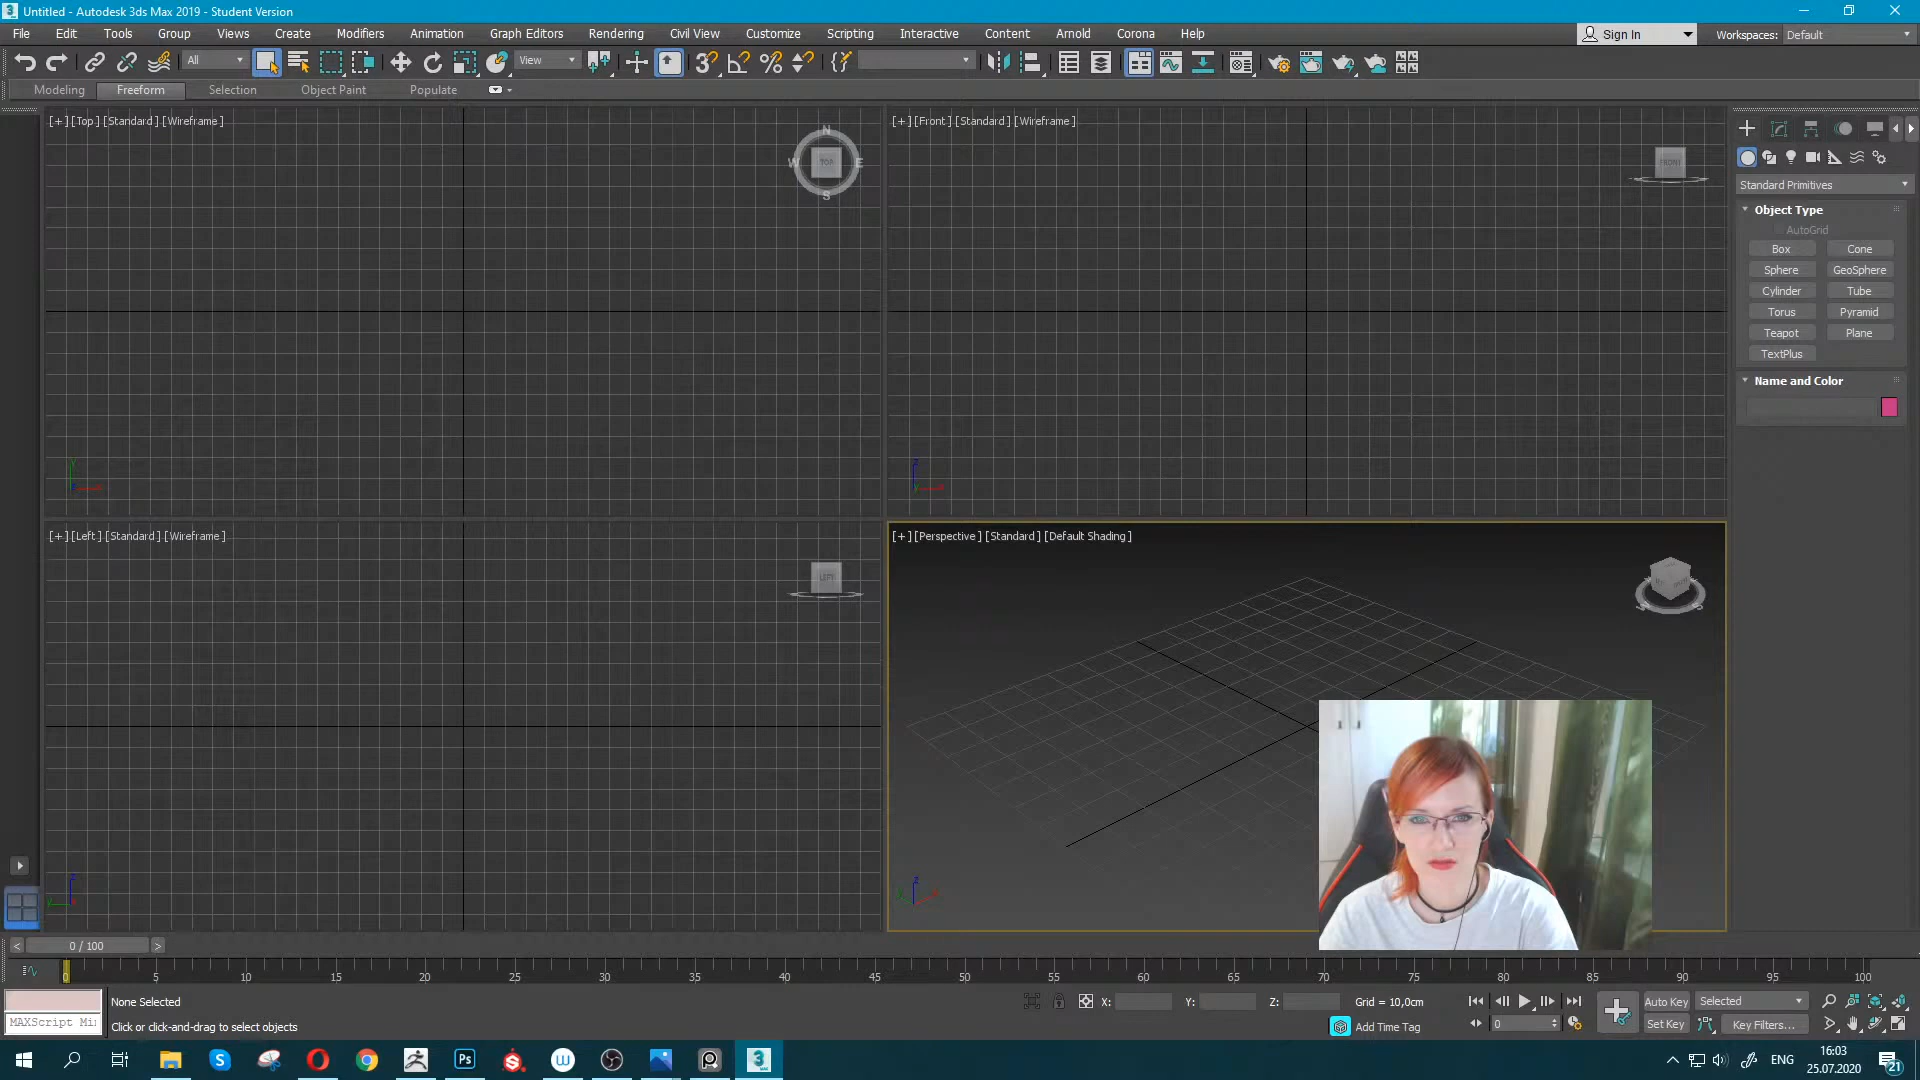 Untitled - Autodesk 3ds Max 2019 - Student Version
File Edit Tools Group Views Create Modifiers Animation Graph Editors Rendering Civil View Customize Scripting Interactive Content Arnold Corona Help
Sign In Workspaces: Default
All View
Modeling Freeform Selection Object Paint Populate
[+] [Top] [Standard] [Wireframe]
[+] [Front] [Standard] [Wireframe]
N
W TOP E
S
FRONT
Standard Primitives
Object Type
AutoGrid
Box Cone
Sphere GeoSphere
Cylinder Tube
Torus Pyramid
Teapot Plane
TextPlus
Name and Color
[+] [Left] [Standard] [Wireframe]
[+] [Perspective] [Standard] [Default Shading]
LEFT
0 / 100
0 5 10 15 20 25 30 35 40 45 50 55 60 65 70 75 80 85 90 95 100
None Selected X: Y: Z: Grid = 10,0cm Auto Key Selected
MAXScript Mi Click or click-and-drag to select objects Add Time Tag 0 Set Key Key Filters...
ENG 16:03
25.07.2020 21